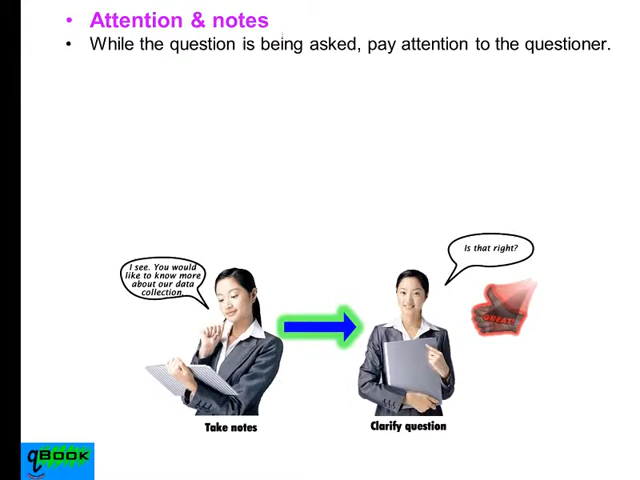 • Attention & notes
• While the question is being asked, pay attention to the questioner.
I see. You would
like to know more
about our data
collection.
Is that right?
GREAT!
Take notes
Clarify question
qBOOK